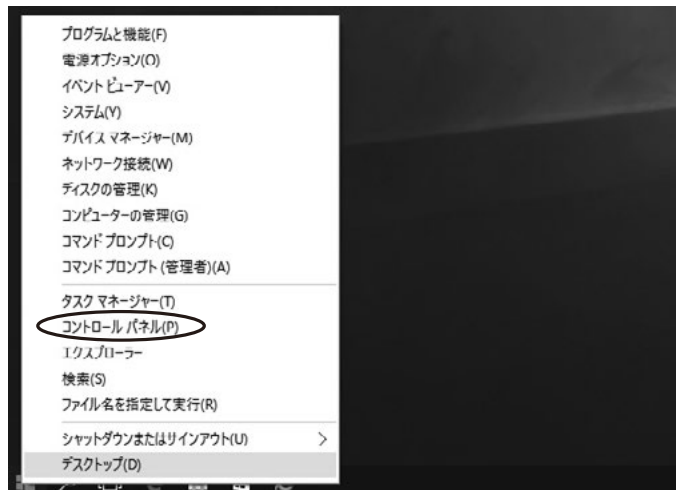 プログラムと機能(F)
電源オプション(O)
イベント ビューアー(V)
システム(Y)
デバイス マネージャー(M)
ネットワーク接続(W)
ディスクの管理(K)
コンピューターの管理(G)
コマンド プロンプト(C)
コマンド プロンプト (管理者)(A)
タスク マネージャー(T)
コントロール パネル(P)
エクスプローラー
検索(S)
ファイル名を指定して実行(R)
シャットダウンまたはサインアウト(U)
デスクトップ(D)